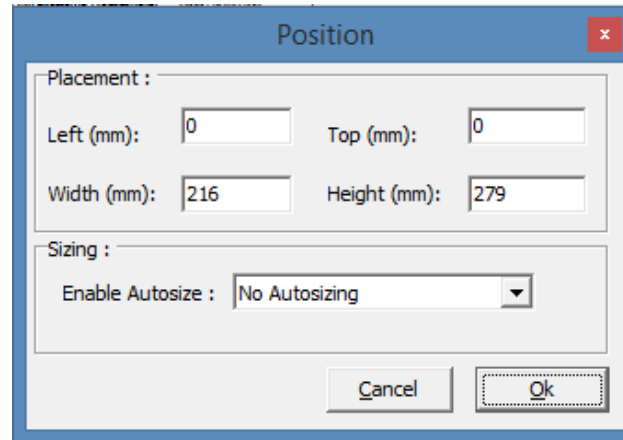 Position
x
Placement :
Left (mm): 0 Top (mm): 0
Width (mm): 216 Height (mm): 279
Sizing :
Enable Autosize : No Autosizing
Cancel Ok